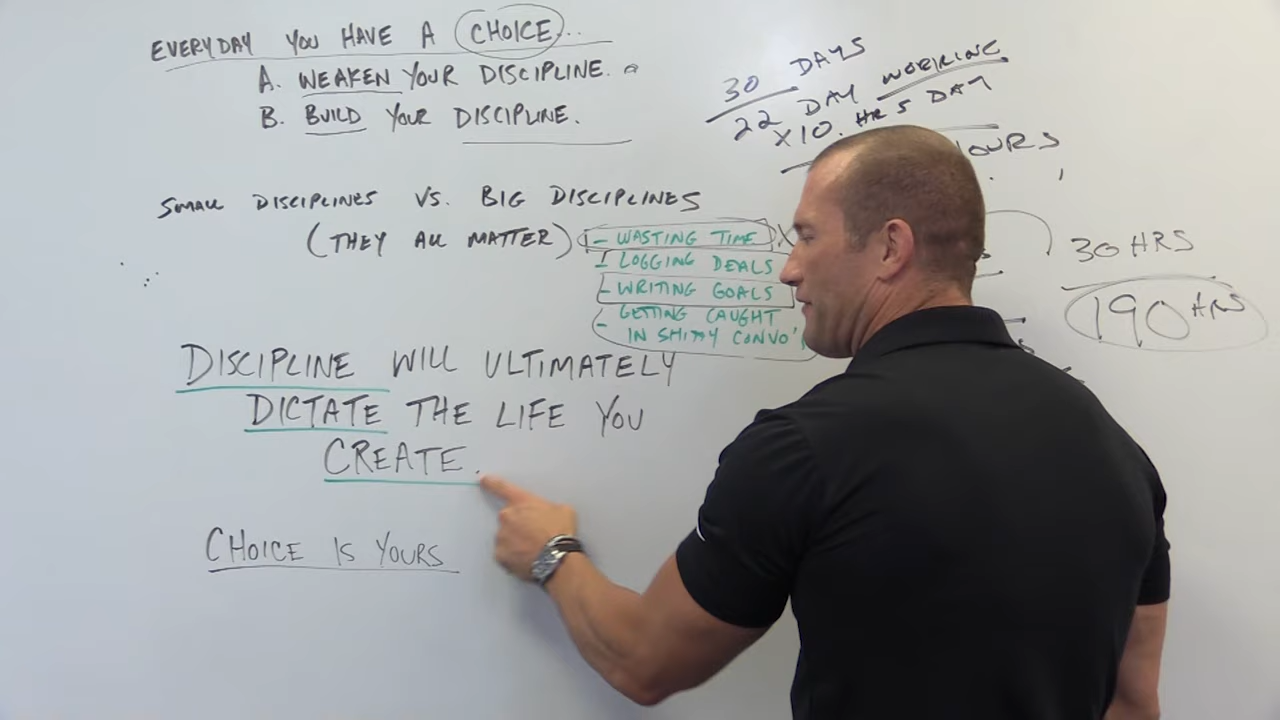 EVERYDAY YOU HAVE A CHOICE...
A. WEAKEN YOUR DISCIPLINE.
B. BUILD YOUR DISCIPLINE.
SMALL DISCIPLINES VS. BIG DISCIPLINES
(THEY ALL MATTER)
- WASTING TIME
- LOGGING DEALS
- WRITING GOALS
- GETTING CAUGHT
IN SHITTY CONVO'
DISCIPLINE WILL ULTIMATELY
DICTATE THE LIFE YOU
CREATE.
CHOICE IS YOURS
30 DAYS
22 DAY WORKING
X10. HRS DAY
30 HRS
190 HRS